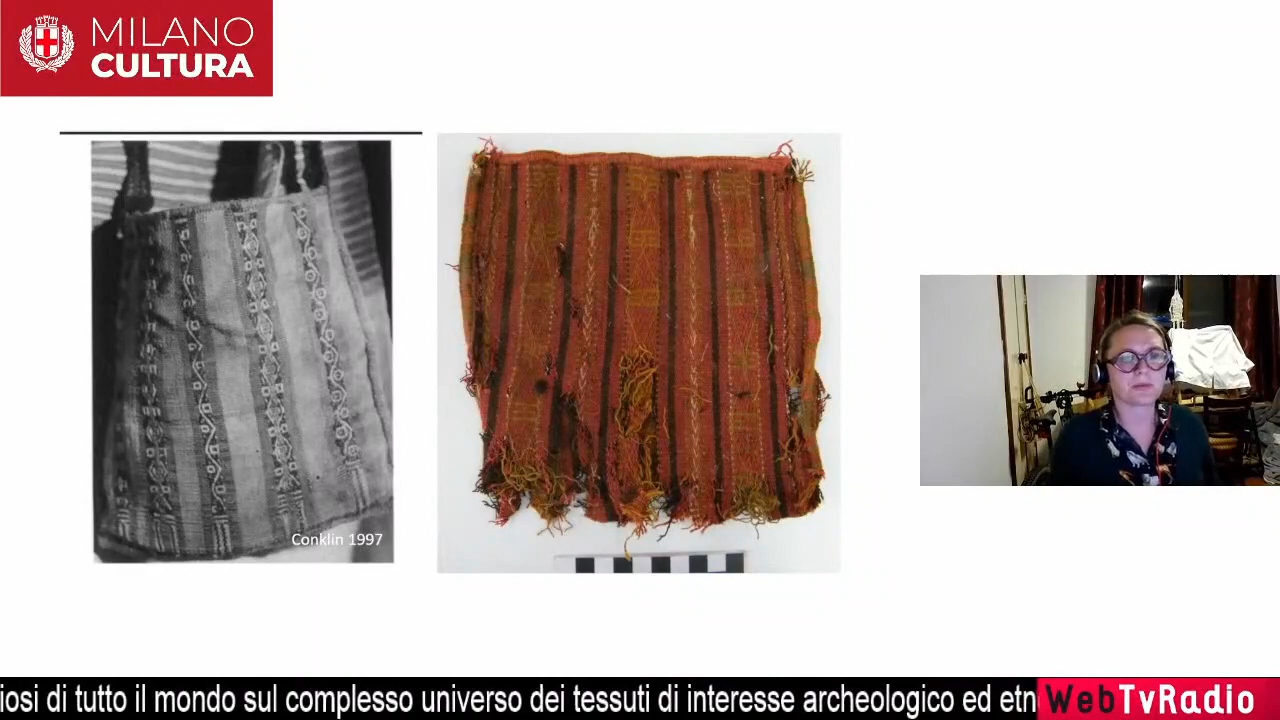 MILANO
CULTURA
Conklin 1997
iosi di tutto il mondo sul complesso universo dei tessuti di interesse archeologico ed etn
WebTvRadio